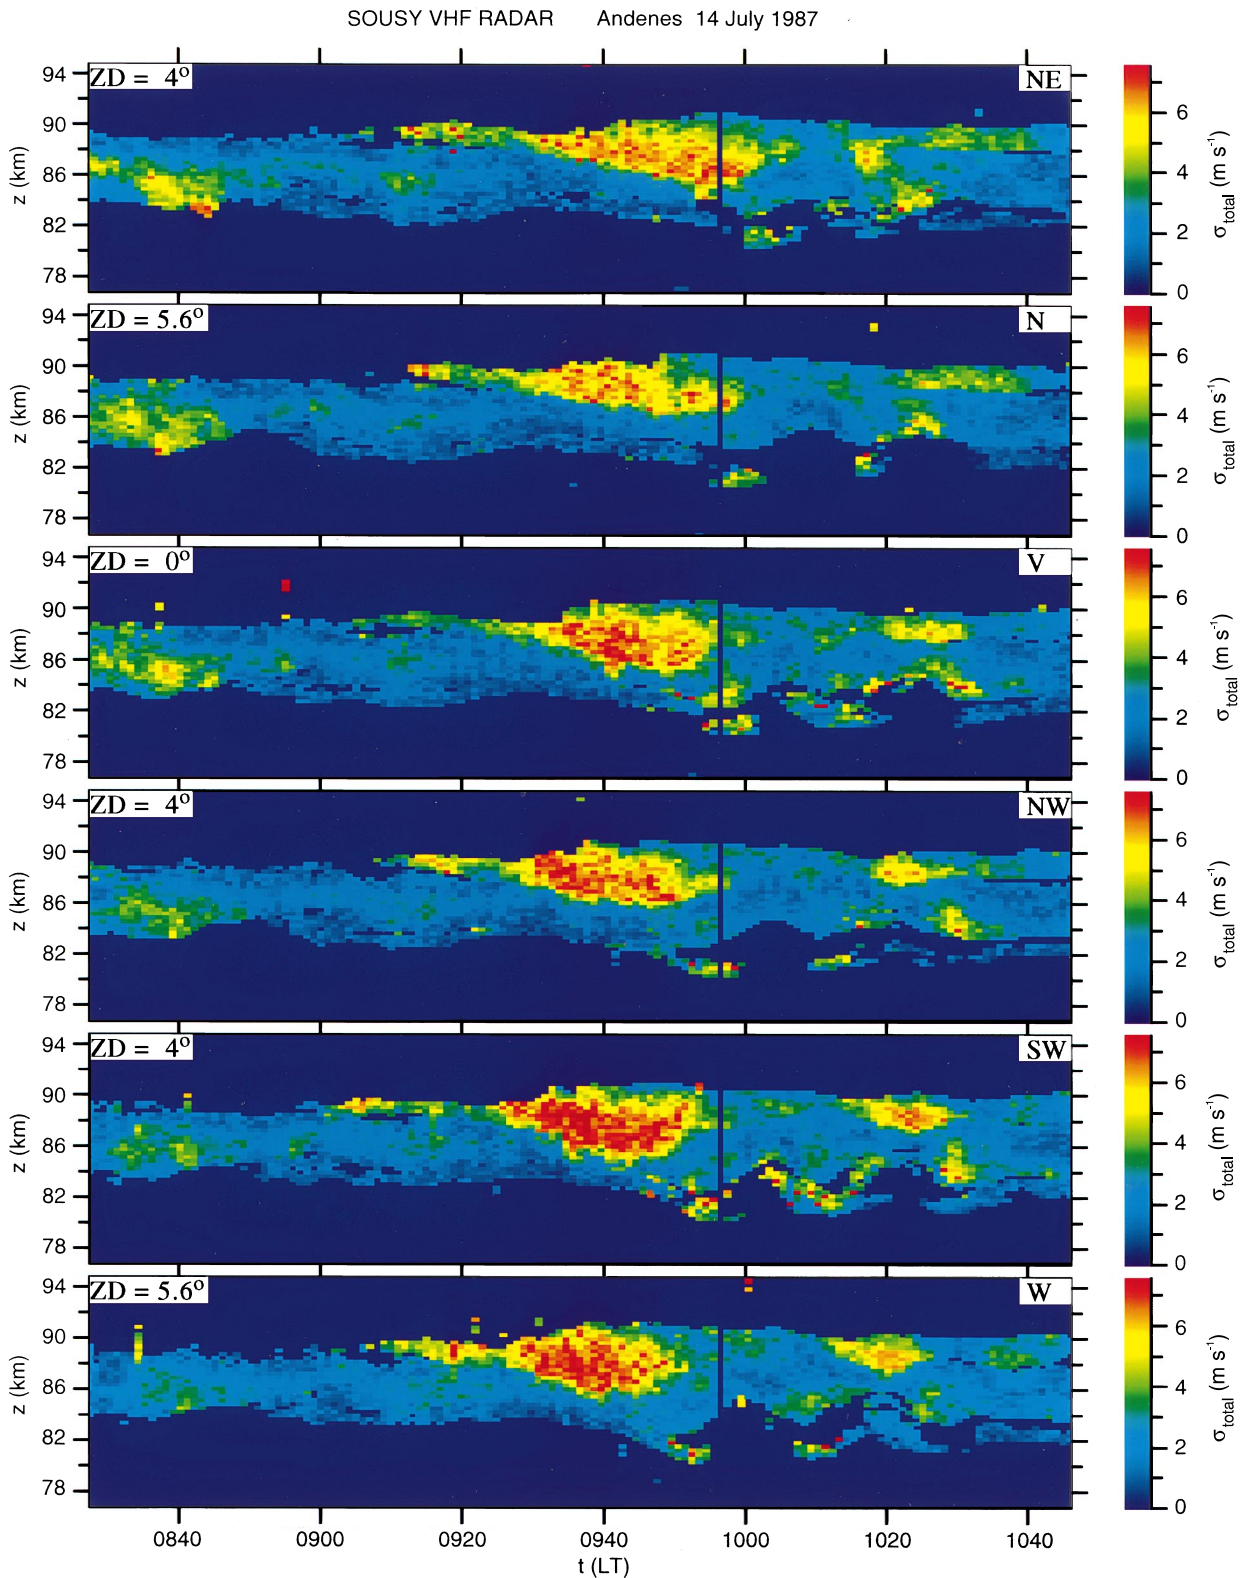 SOUSY VHF RADAR Andenes 14 July 1987
ZD = 4° NE
94
90
86
82
78
z (km)
6
4
2
0
σtotal (m s⁻¹)
ZD = 5.6° N
94
90
86
82
78
z (km)
6
4
2
0
σtotal (m s⁻¹)
ZD = 0° V
94
90
86
82
78
z (km)
6
4
2
0
σtotal (m s⁻¹)
ZD = 4° NW
94
90
86
82
78
z (km)
6
4
2
0
σtotal (m s⁻¹)
ZD = 4° SW
94
90
86
82
78
z (km)
6
4
2
0
σtotal (m s⁻¹)
ZD = 5.6° W
94
90
86
82
78
z (km)
6
4
2
0
σtotal (m s⁻¹)
0840 0900 0920 0940 1000 1020 1040
t (LT)